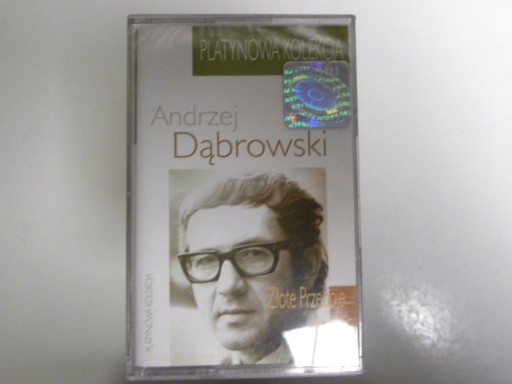 PLATYNOWA KOLEKCJA
Andrzej
Dąbrowski
Złote Przeboje
PLATYNOWA KOLEKCJA